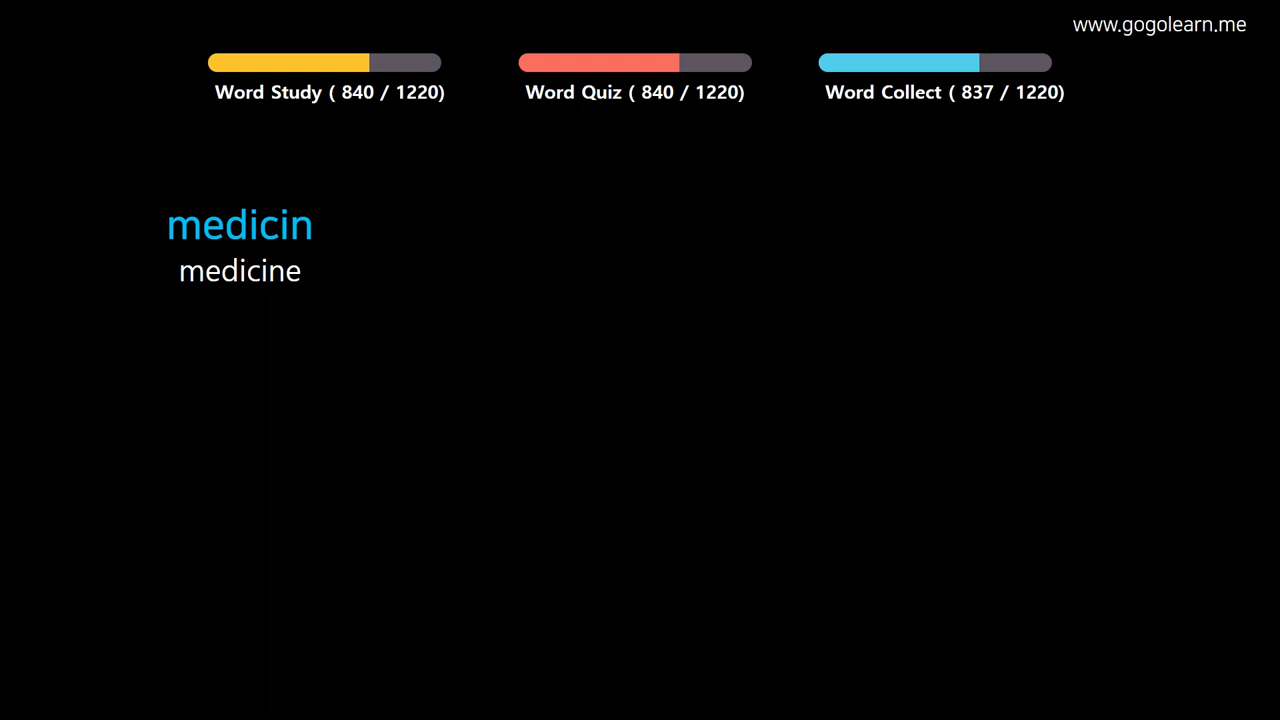 www.gogolearn.me
Word Study ( 840 / 1220)
Word Quiz ( 840 / 1220)
Word Collect ( 837 / 1220)
medicin
medicine